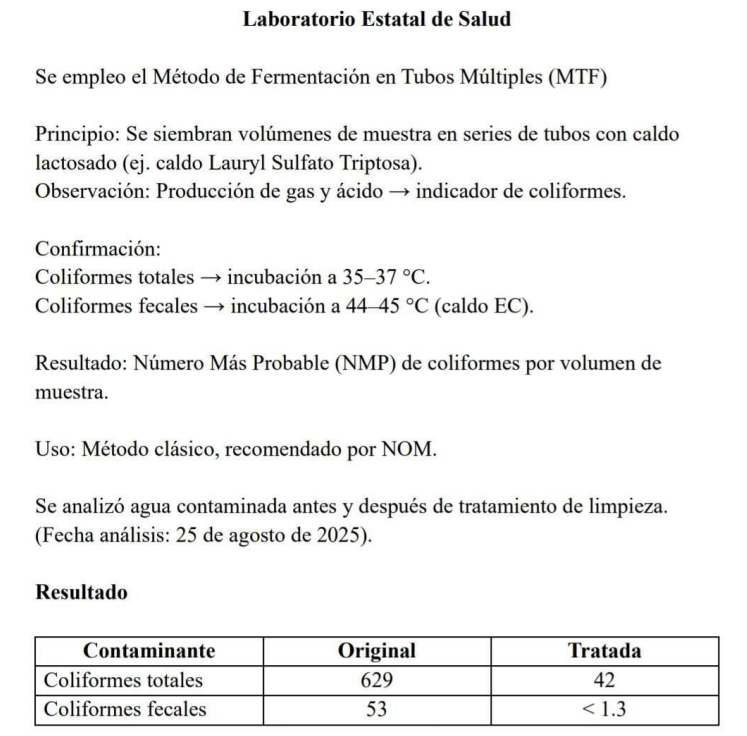 Laboratorio Estatal de Salud
Se empleo el Método de Fermentación en Tubos Múltiples (MTF)
Principio: Se siembran volúmenes de muestra en series de tubos con caldo
lactosado (ej. caldo Lauryl Sulfato Triptosa).
Observación: Producción de gas y ácido → indicador de coliformes.
Confirmación:
Coliformes totales → incubación a 35–37 °C.
Coliformes fecales → incubación a 44–45 °C (caldo EC).
Resultado: Número Más Probable (NMP) de coliformes por volumen de
muestra.
Uso: Método clásico, recomendado por NOM.
Se analizó agua contaminada antes y después de tratamiento de limpieza.
(Fecha análisis: 25 de agosto de 2025).
Resultado
Contaminante Original Tratada
Coliformes totales 629 42
Coliformes fecales 53 < 1.3